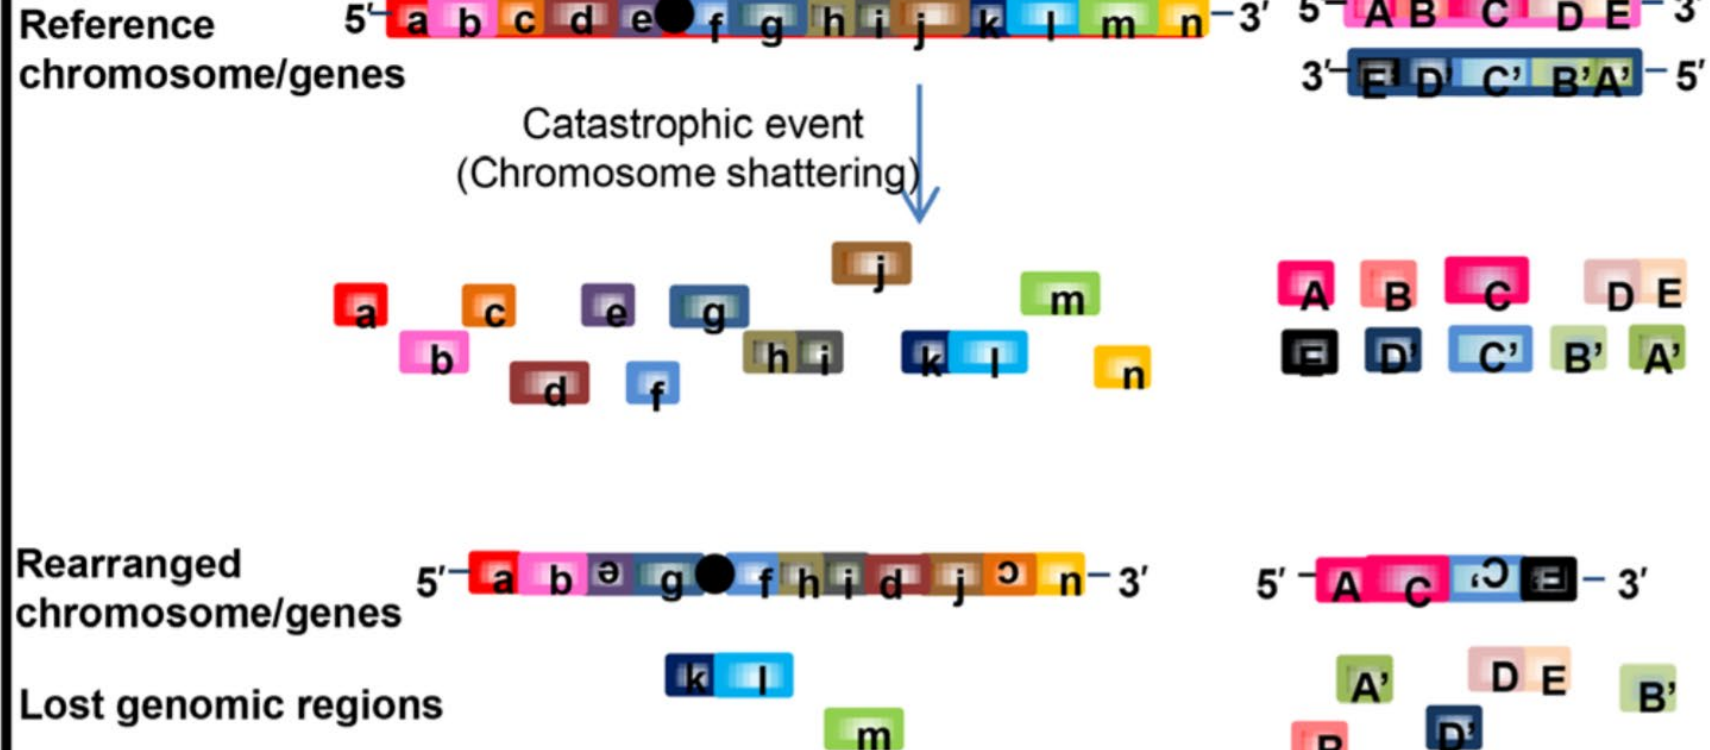 Reference 5′ a b c d e f g h i j k l m n 3′ 5′ A B C D E 3′
chromosome/genes 3′ E' D' C' B' A' 5′
Catastrophic event
(Chromosome shattering)
j
a c e g m A B C D E
b h i k l n E D' C' B' A'
d f
Rearranged 5′ a b ə g f h i d j ɔ n 3′ 5′ A C Ɔ' Ǝ 3′
chromosome/genes
k l A' D E B'
Lost genomic regions
m B D'